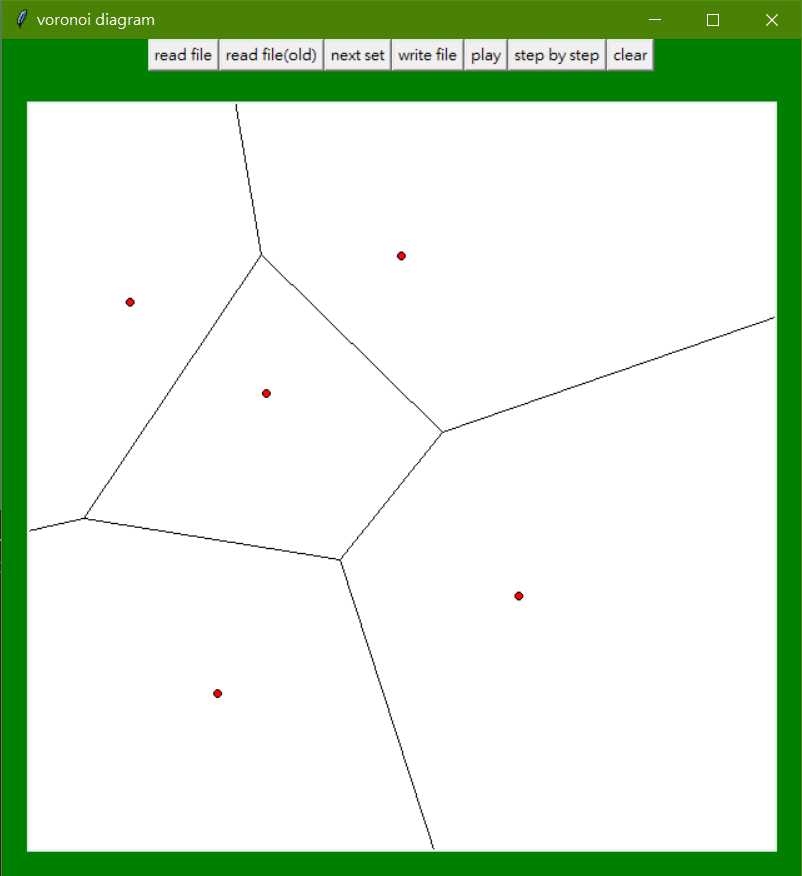 voronoi diagram
read file read file(old) next set write file play step by step clear